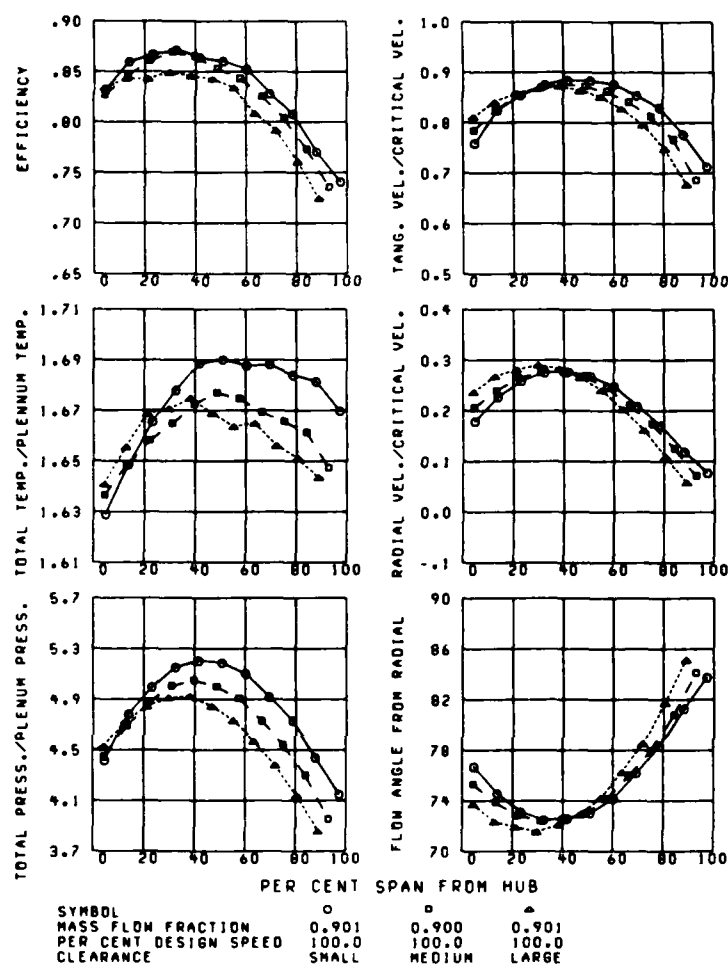 EFFICIENCY
.90
.85
.80
.75
.70
.65
0 20 40 60 80 100
TANG. VEL./CRITICAL VEL.
1.0
0.9
0.8
0.7
0.6
0.5
0 20 40 60 80 100
TOTAL TEMP./PLENNUM TEMP.
1.71
1.69
1.67
1.65
1.63
1.61
0 20 40 60 80 100
RADIAL VEL./CRITICAL VEL.
0.4
0.3
0.2
0.1
0.0
-.1
0 20 40 60 80 100
TOTAL PRESS./PLENUM PRESS.
5.7
5.3
4.9
4.5
4.1
3.7
0 20 40 60 80 100
FLOW ANGLE FROM RADIAL
90
86
82
78
74
70
0 20 40 60 80 100
PER CENT SPAN FROM HUB
SYMBOL
MASS FLOW FRACTION 0.901 0.900 0.901
PER CENT DESIGN SPEED 100.0 100.0 100.0
CLEARANCE SMALL MEDIUM LARGE